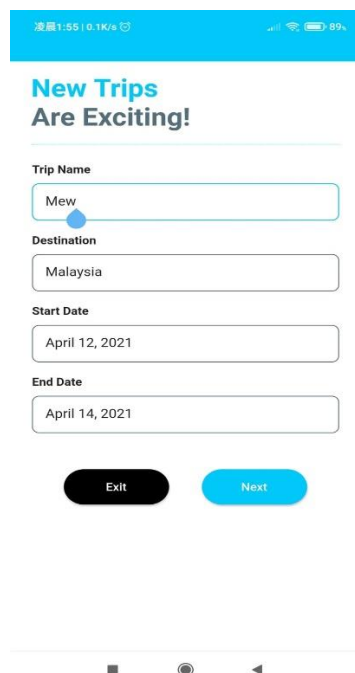 凌晨1:55 | 0.1K/s
89%
New Trips
Are Exciting!
Trip Name
Mew
Destination
Malaysia
Start Date
April 12, 2021
End Date
April 14, 2021
Exit
Next